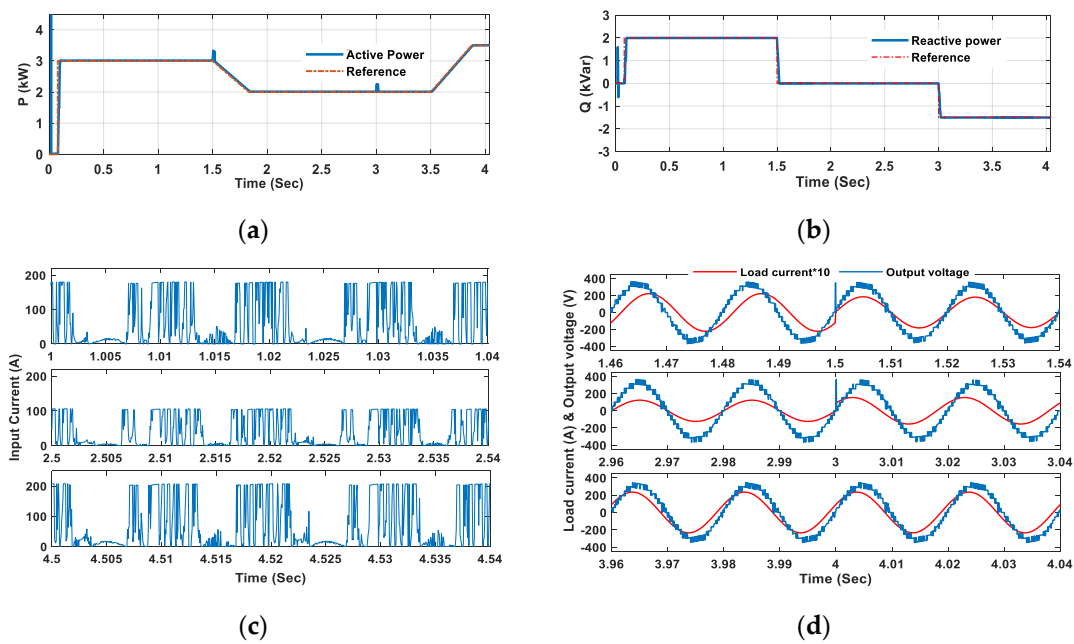 4
3
2
1
0
P (kW)
Active Power
Reference
0 0.5 1 1.5 2 2.5 3 3.5 4
Time (Sec)
(a)
3
2
1
0
-1
-2
-3
Q (kVar)
Reactive power
Reference
0 0.5 1 1.5 2 2.5 3 3.5 4
Time (Sec)
(b)
Input Current (A)
200
100
0
1 1.005 1.01 1.015 1.02 1.025 1.03 1.035 1.04
200
100
0
2.5 2.505 2.51 2.515 2.52 2.525 2.53 2.535 2.54
200
100
0
4.5 4.505 4.51 4.515 4.52 4.525 4.53 4.535 4.54
Time (Sec)
(c)
Load current (A) & Output voltage (V)
Load current*10 Output voltage
400
200
0
-200
-400
1.46 1.47 1.48 1.49 1.5 1.51 1.52 1.53 1.54
400
200
0
-200
-400
2.96 2.97 2.98 2.99 3 3.01 3.02 3.03 3.04
400
200
0
-200
-400
3.96 3.97 3.98 3.99 4 4.01 4.02 4.03 4.04
Time (Sec)
(d)